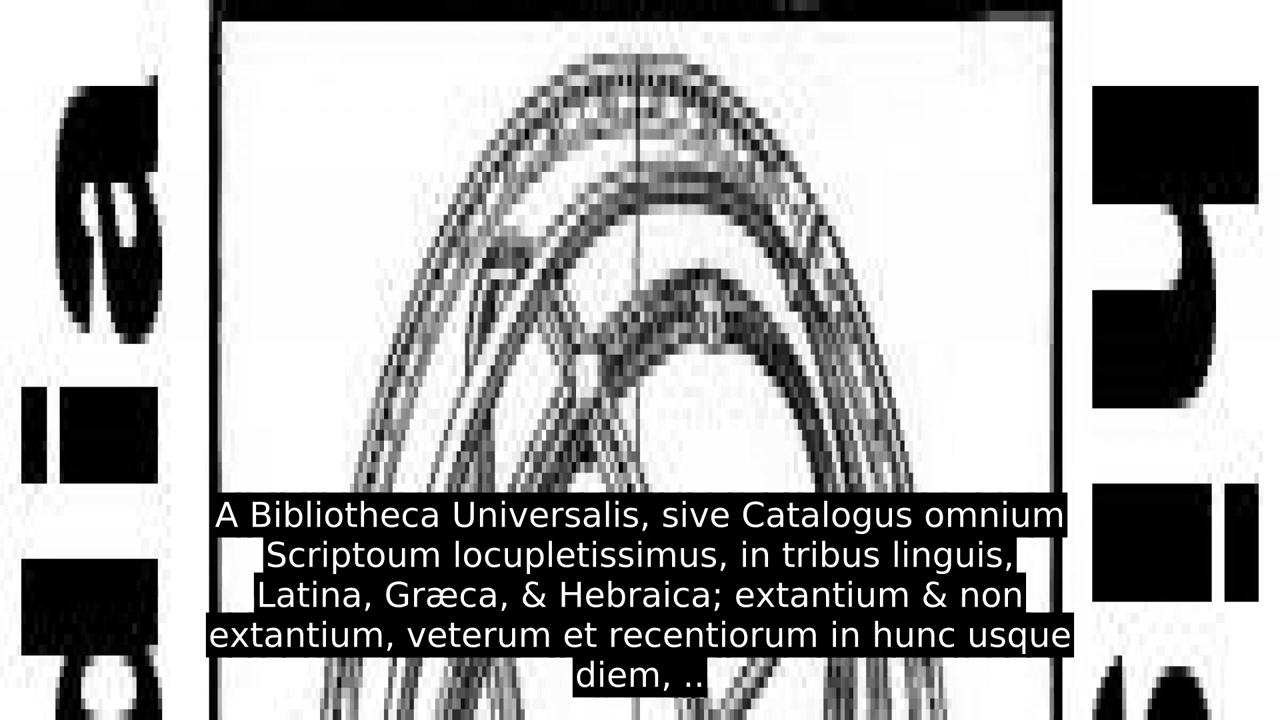 A Bibliotheca Universalis, sive Catalogus omnium
Scriptoum locupletissimus, in tribus linguis,
Latina, Græca, & Hebraica; extantium & non
extantium, veterum et recentiorum in hunc usque
diem, ..